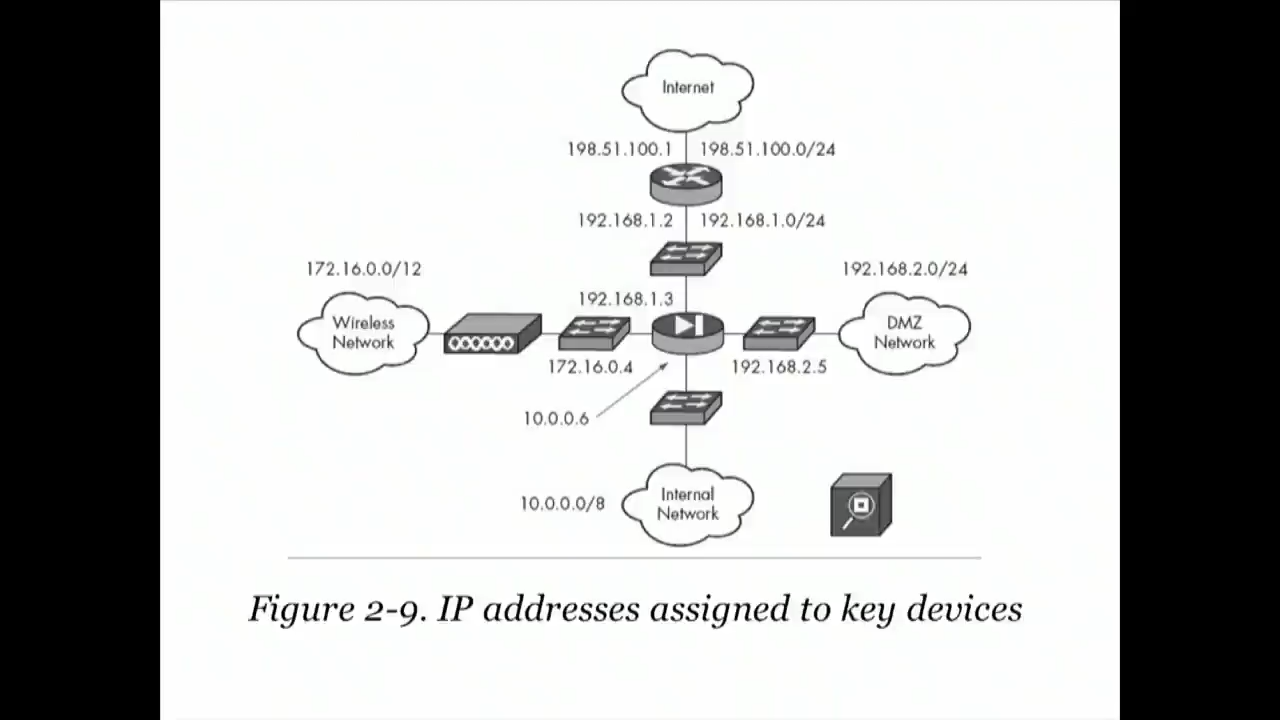 Internet
198.51.100.1
198.51.100.0/24
192.168.1.2
192.168.1.0/24
172.16.0.0/12
192.168.2.0/24
192.168.1.3
Wireless
Network
DMZ
Network
172.16.0.4
192.168.2.5
10.0.0.6
10.0.0.0/8
Internal
Network
Figure 2-9. IP addresses assigned to key devices